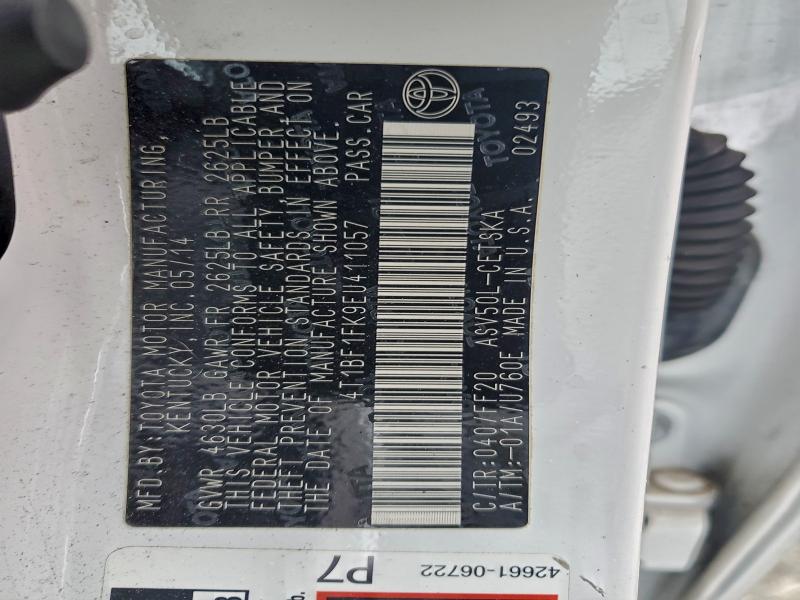 MFD.BY:TOYOTA MOTOR MANUFACTURING,
KENTUCKY, INC. 05/14
GVWR 4630LB GAWR FR 2625LB RR 2625LB
THIS VEHICLE CONFORMS TO ALL APPLICABLE
FEDERAL MOTOR VEHICLE SAFETY, BUMPER, AND
THEFT PREVENTION STANDARDS IN EFFECT ON
THE DATE OF MANUFACTURE SHOWN ABOVE.
4T1BF1FK9EU411057 PASS.CAR
C/TR:040/FF20 ASV50L-CETSKA
A/TM:-01A/U760E MADE IN U.S.A. 02493
TOYOTA
42661-06722
P7